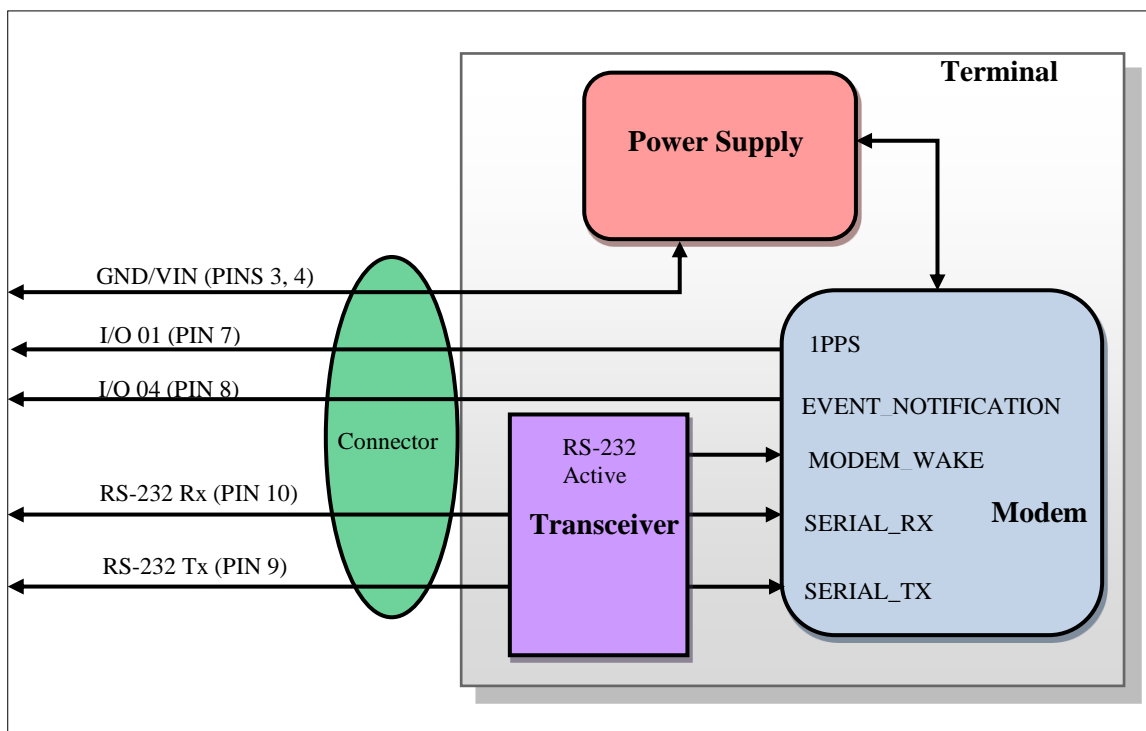 Terminal
Power Supply
GND/VIN (PINS 3, 4)
I/O 01 (PIN 7)
1PPS
I/O 04 (PIN 8)
EVENT_NOTIFICATION
Connector
RS-232
Active
MODEM_WAKE
RS-232 Rx (PIN 10)
Transceiver
SERIAL_RX
Modem
RS-232 Tx (PIN 9)
SERIAL_TX